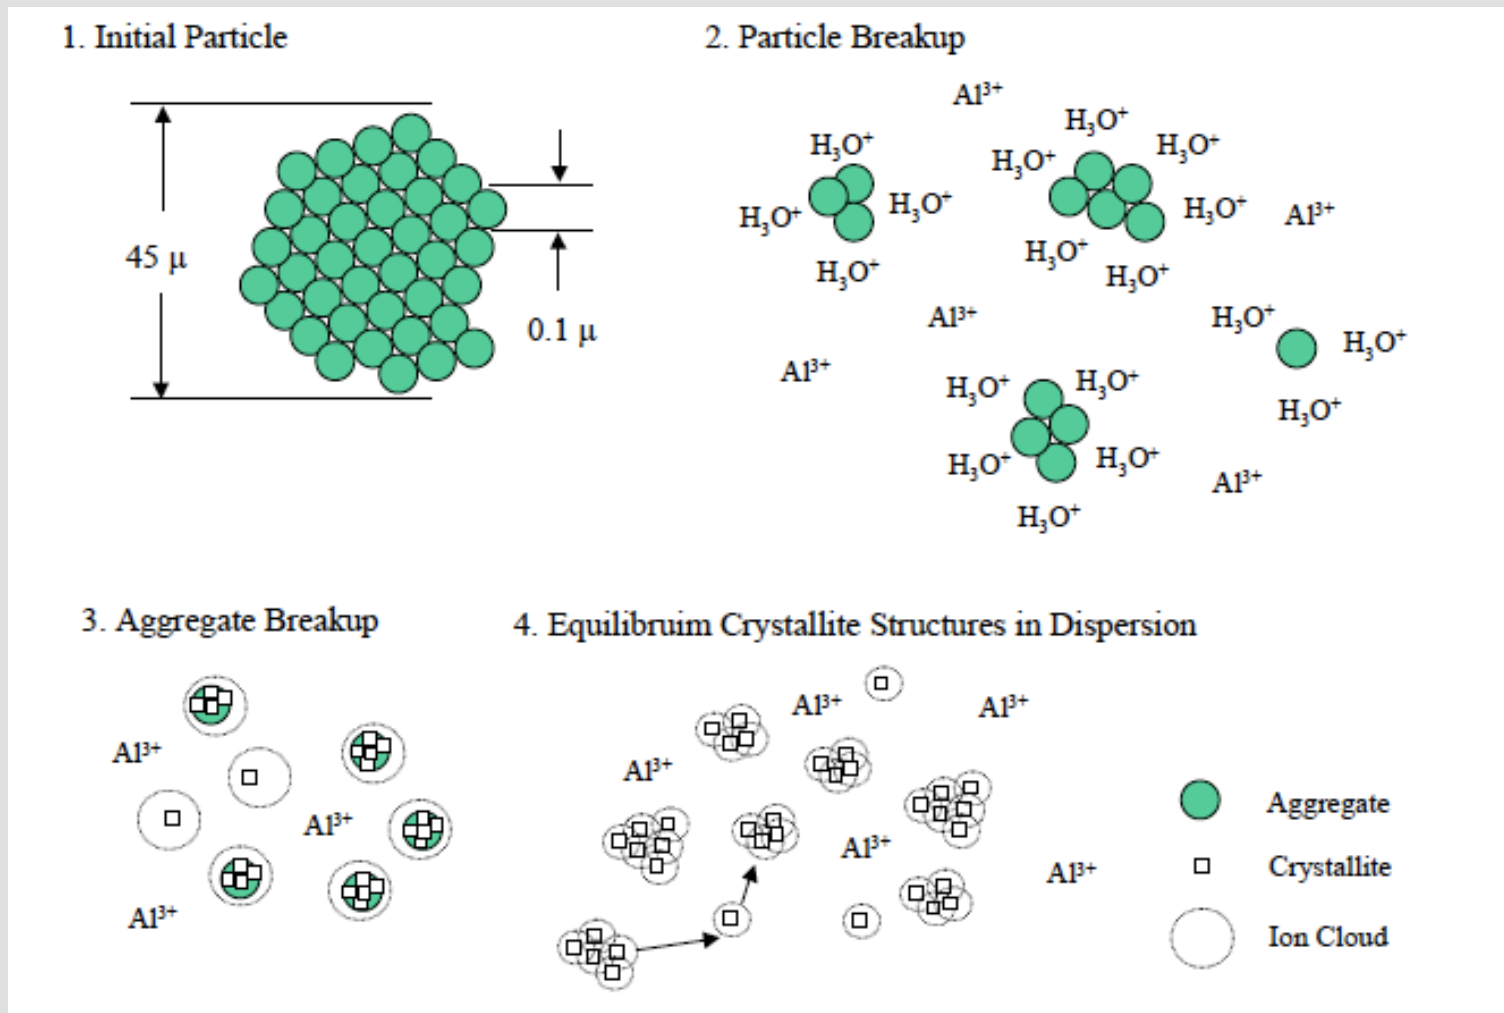 1. Initial Particle
45 μ
0.1 μ
2. Particle Breakup
Al³⁺
H₃O⁺
H₃O⁺
H₃O⁺
H₃O⁺
H₃O⁺
H₃O⁺
H₃O⁺
H₃O⁺
Al³⁺
H₃O⁺
H₃O⁺
H₃O⁺
Al³⁺
H₃O⁺
H₃O⁺
Al³⁺
H₃O⁺
H₃O⁺
H₃O⁺
H₃O⁺
H₃O⁺
Al³⁺
H₃O⁺
3. Aggregate Breakup
Al³⁺
Al³⁺
Al³⁺
4. Equilibruim Crystallite Structures in Dispersion
Al³⁺
Al³⁺
Al³⁺
Al³⁺
Al³⁺
Aggregate
Crystallite
Ion Cloud